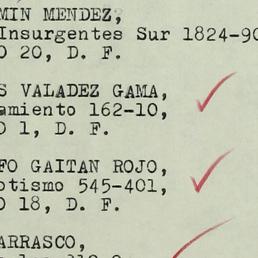 MIN MENDEZ,
Insurgentes Sur 1824-90
O 20, D. F.
S VALADEZ GAMA,
amiento 162-10,
O 1, D. F.
FO GAITAN ROJO,
otismo 545-401,
O 18, D. F.
ARRASCO,